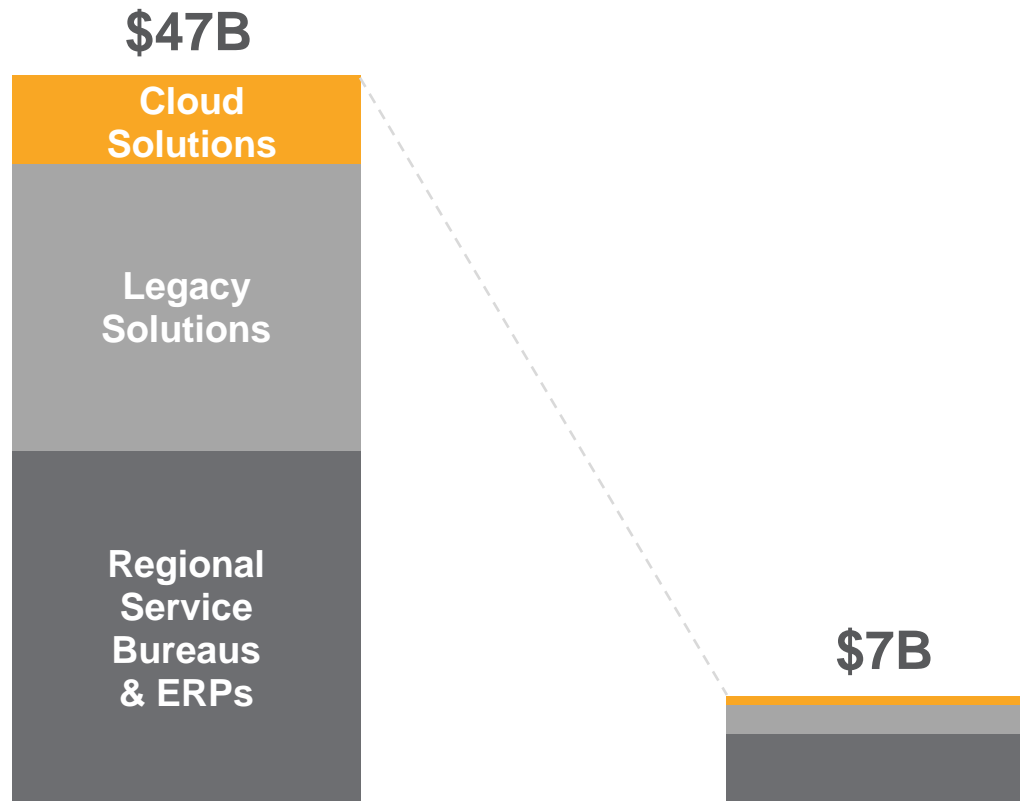 $47B
Cloud
Solutions
Legacy
Solutions
Regional
Service
Bureaus
& ERPs
$7B